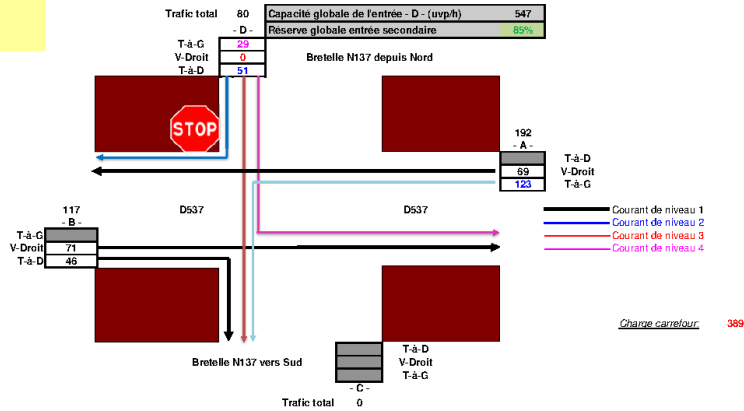 Trafic total 80 Capacité globale de l'entrée - D - (uvp/h) 547
- D - Réserve globale entrée secondaire 85%
T-à-G 29
V-Droit 0 Bretelle N137 depuis Nord
T-à-D 51
STOP
192
- A -
T-à-D
69 V-Droit
123 T-à-G
117 D537 D537 Courant de niveau 1
- B - Courant de niveau 2
T-à-G Courant de niveau 3
V-Droit 71 Courant de niveau 4
T-à-D 46
Charge carrefour: 389
T-à-D
Bretelle N137 vers Sud V-Droit
T-à-G
- C -
Trafic total 0